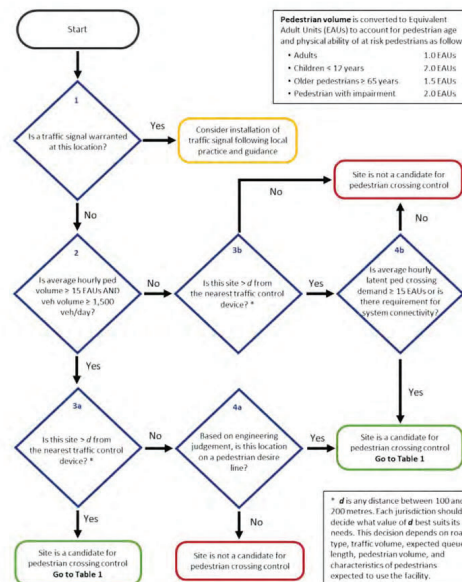 Start
Pedestrian volume is converted to Equivalent
Adult Units (EAUs) to account for pedestrian age
and physical ability of at risk pedestrians as follow
• Adults 1.0 EAUs
• Children ≤ 12 years 2.0 EAUs
• Older pedestrians ≥ 65 years 1.5 EAUs
• Pedestrian with impairment 2.0 EAUs
1
Is a traffic signal warranted
at this location?
Yes
Consider installation of
traffic signal following local
practice and guidance
No
Site is not a candidate for
pedestrian crossing control
No
No
2
Is average hourly ped
volume ≥ 15 EAUs AND
veh volume ≥ 1,500
veh/day?
No
3b
Is this site > d from
the nearest traffic control
device? *
Yes
4b
Is average hourly
latent ped crossing
demand ≥ 15 EAUs or is
there requirement for
system connectivity?
Yes
Yes
3a
Is this site > d from
the nearest traffic control
device? *
No
4a
Based on engineering
judgement, is this location
on a pedestrian desire
line?
Yes
Site is a candidate for
pedestrian crossing control
Go to Table 1
Yes
No
Site is a candidate for
pedestrian crossing control
Go to Table 1
Site is not a candidate for
pedestrian crossing control
* d is any distance between 100 and
200 metres. Each jurisdiction should
decide what value of d best suits its
needs. This decision depends on roa
type, traffic volume, expected queue
length, pedestrian volume, and
characteristics of pedestrians
expected to use the facility.